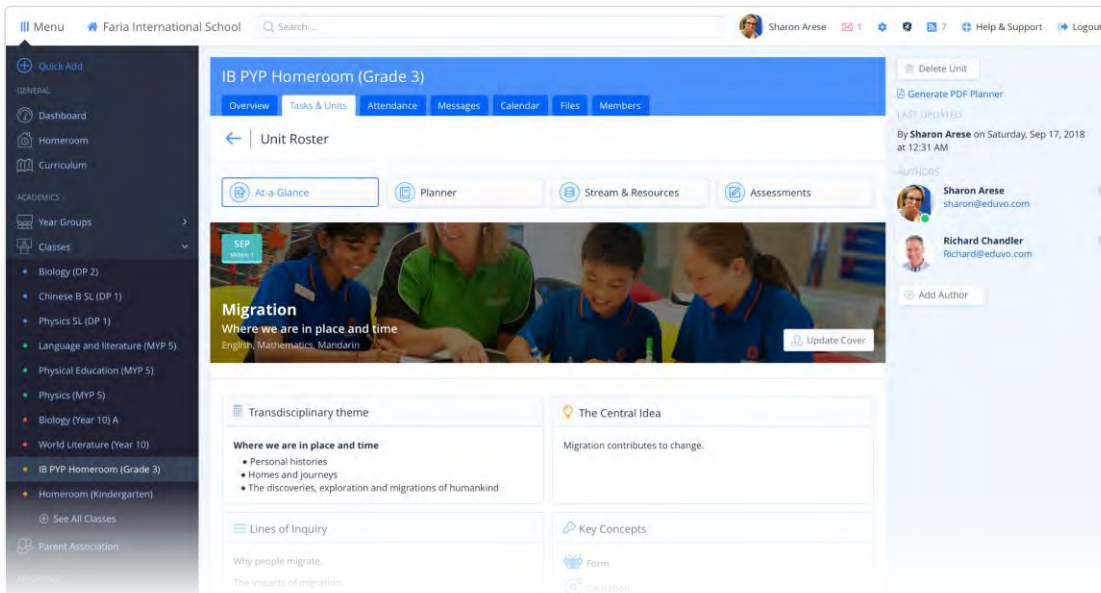 Menu
Faria International School
Search...
Sharon Arese
1
7
Help & Support
Logout
Quick Add
GENERAL
Dashboard
Homeroom
Curriculum
ACADEMICS
Year Groups
Classes
Biology (DP 2)
Chinese B SL (DP 1)
Physics SL (DP 1)
Language and literature (MYP 5)
Physical Education (MYP 5)
Physics (MYP 5)
Biology (Year 10) A
World Literature (Year 10)
IB PYP Homeroom (Grade 3)
Homeroom (Kindergarten)
See All Classes
Parent Association
REPORTING
IB PYP Homeroom (Grade 3)
Overview
Tasks & Units
Attendance
Messages
Calendar
Files
Members
Unit Roster
At-a-Glance
Planner
Stream & Resources
Assessments
SEP
Week 1
Migration
Where we are in place and time
English, Mathematics, Mandarin
Update Cover
Transdisciplinary theme
Where we are in place and time
• Personal histories
• Homes and journeys
• The discoveries, exploration and migrations of humankind
The Central Idea
Migration contributes to change.
Lines of Inquiry
Why people migrate.
The impacts of migration
Key Concepts
Form
Causation
Delete Unit
Generate PDF Planner
LAST UPDATED
By Sharon Arese on Saturday, Sep 17, 2018
at 12:31 AM
AUTHORS
Sharon Arese
sharon@eduvo.com
Richard Chandler
Richard@eduvo.com
Add Author